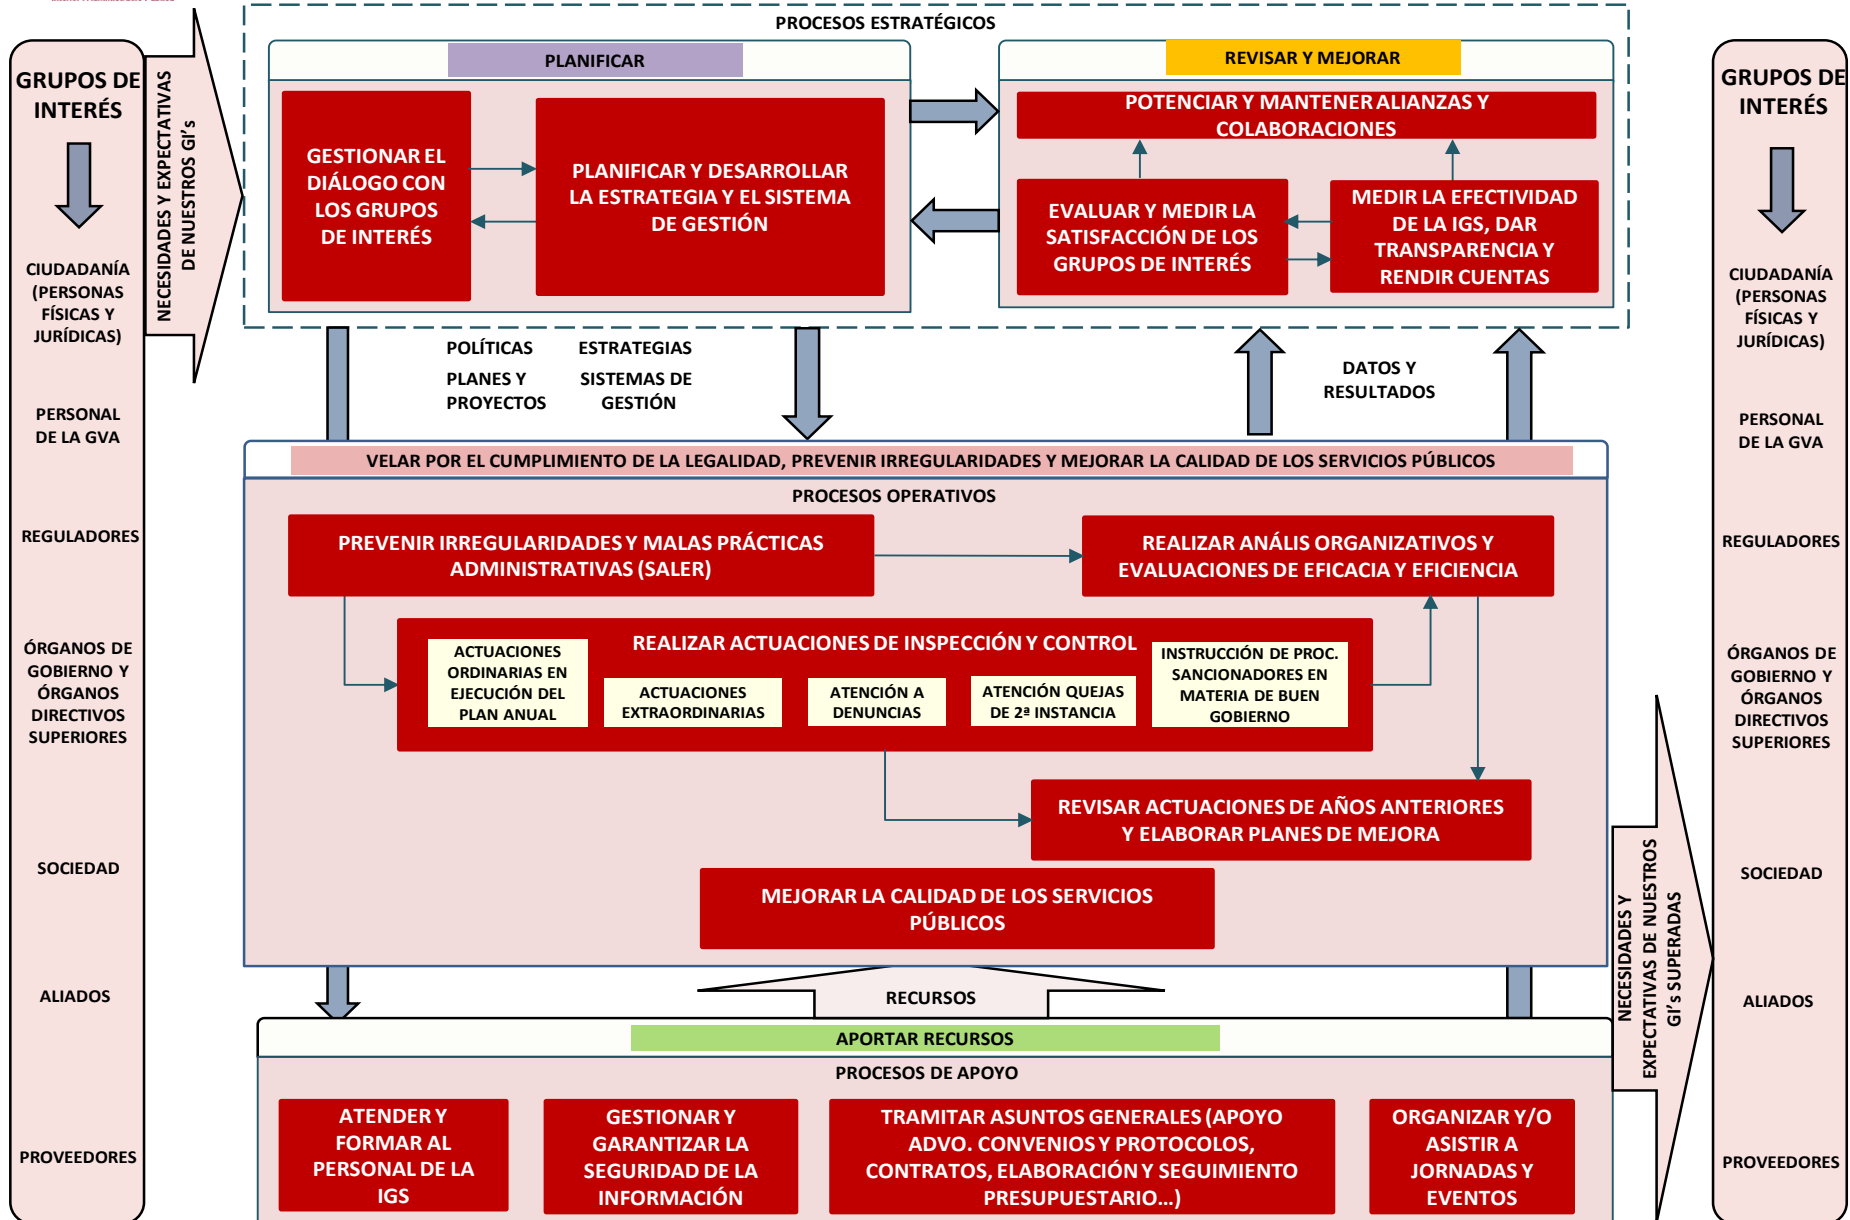 PROCESOS ESTRATÉGICOS
GRUPOS DE
INTERÉS
CIUDADANÍA
(PERSONAS
FÍSICAS Y
JURÍDICAS)
PERSONAL
DE LA GVA
REGULADORES
ÓRGANOS DE
GOBIERNO Y
ÓRGANOS
DIRECTIVOS
SUPERIORES
SOCIEDAD
ALIADOS
PROVEEDORES
NECESIDADES Y EXPECTATIVAS
DE NUESTROS GI's
PLANIFICAR
GESTIONAR EL
DIÁLOGO CON
LOS GRUPOS
DE INTERÉS
PLANIFICAR Y DESARROLLAR
LA ESTRATEGIA Y EL SISTEMA
DE GESTIÓN
REVISAR Y MEJORAR
POTENCIAR Y MANTENER ALIANZAS Y
COLABORACIONES
EVALUAR Y MEDIR LA
SATISFACCIÓN DE LOS
GRUPOS DE INTERÉS
MEDIR LA EFECTIVIDAD
DE LA IGS, DAR
TRANSPARENCIA Y
RENDIR CUENTAS
POLÍTICAS
ESTRATEGIAS
PLANES Y
PROYECTOS
SISTEMAS DE
GESTIÓN
DATOS Y
RESULTADOS
VELAR POR EL CUMPLIMIENTO DE LA LEGALIDAD, PREVENIR IRREGULARIDADES Y MEJORAR LA CALIDAD DE LOS SERVICIOS PÚBLICOS
PROCESOS OPERATIVOS
PREVENIR IRREGULARIDADES Y MALAS PRÁCTICAS
ADMINISTRATIVAS (SALER)
REALIZAR ANÁLIS ORGANIZATIVOS Y
EVALUACIONES DE EFICACIA Y EFICIENCIA
REALIZAR ACTUACIONES DE INSPECCIÓN Y CONTROL
ACTUACIONES
ORDINARIAS EN
EJECUCIÓN DEL
PLAN ANUAL
ACTUACIONES
EXTRAORDINARIAS
ATENCIÓN A
DENUNCIAS
ATENCIÓN QUEJAS
DE 2ª INSTANCIA
INSTRUCCIÓN DE PROC.
SANCIONADORES EN
MATERIA DE BUEN
GOBIERNO
REVISAR ACTUACIONES DE AÑOS ANTERIORES
Y ELABORAR PLANES DE MEJORA
MEJORAR LA CALIDAD DE LOS SERVICIOS
PÚBLICOS
RECURSOS
APORTAR RECURSOS
PROCESOS DE APOYO
ATENDER Y
FORMAR AL
PERSONAL DE LA
IGS
GESTIONAR Y
GARANTIZAR LA
SEGURIDAD DE LA
INFORMACIÓN
TRAMITAR ASUNTOS GENERALES (APOYO
ADVO. CONVENIOS Y PROTOCOLOS,
CONTRATOS, ELABORACIÓN Y SEGUIMIENTO
PRESUPUESTARIO...)
ORGANIZAR Y/O
ASISTIR A
JORNADAS Y
EVENTOS
NECESIDADES Y
EXPECTATIVAS DE NUESTROS
GI's SUPERADAS
GRUPOS DE
INTERÉS
CIUDADANÍA
(PERSONAS
FÍSICAS Y
JURÍDICAS)
PERSONAL
DE LA GVA
REGULADORES
ÓRGANOS DE
GOBIERNO Y
ÓRGANOS
DIRECTIVOS
SUPERIORES
SOCIEDAD
ALIADOS
PROVEEDORES